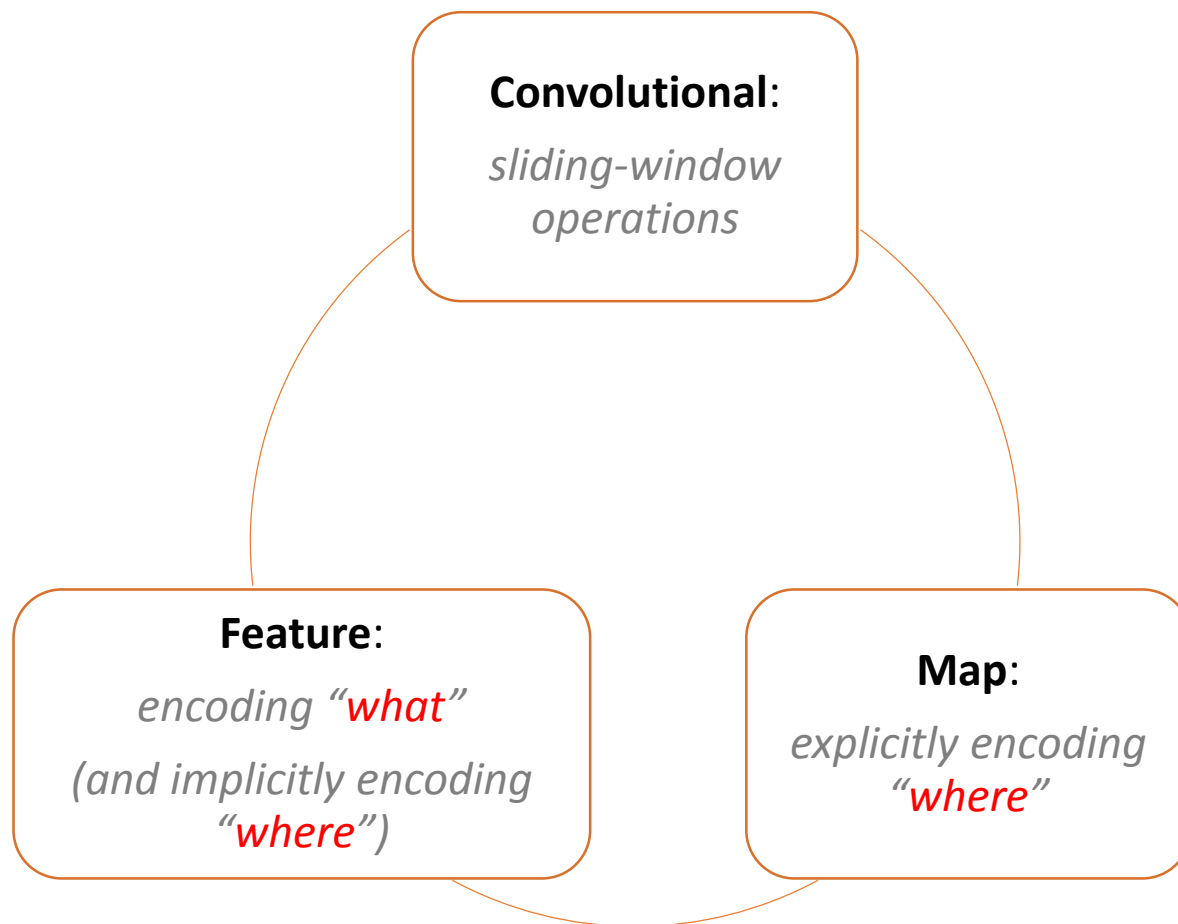 Convolutional:
sliding-window
operations
Feature:
encoding “what”
(and implicitly encoding
“where”)
Map:
explicitly encoding
“where”